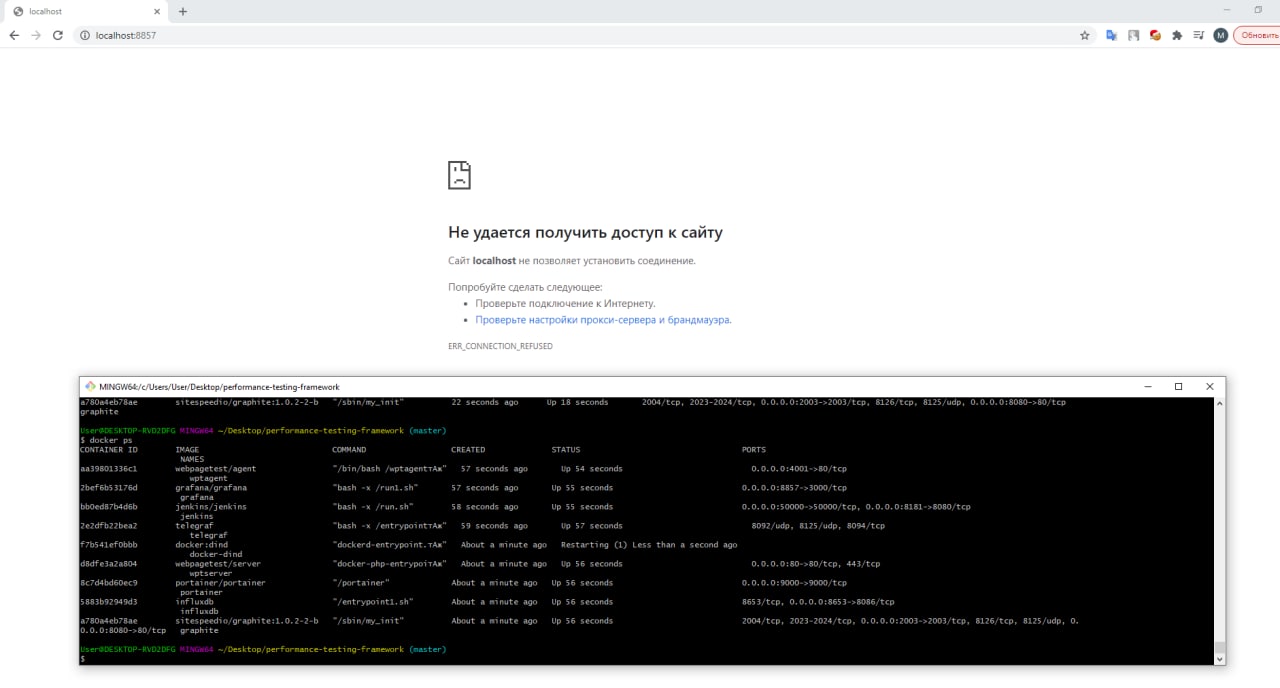 localhost
localhost:8857
M
Обновить
Не удается получить доступ к сайту
Сайт localhost не позволяет установить соединение.
Попробуйте сделать следующее:
Проверьте подключение к Интернету.
Проверьте настройки прокси-сервера и брандмауэра.
ERR_CONNECTION_REFUSED
MINGW64:/c/Users/User/Desktop/performance-testing-framework
a780a4eb78ae sitespeedio/graphite:1.0.2-2-b "/sbin/my_init" 22 seconds ago Up 18 seconds 2004/tcp, 2023-2024/tcp, 0.0.0.0:2003->2003/tcp, 8126/tcp, 8125/udp, 0.0.0.0:8080->80/tcp
graphite
User@DESKTOP-RVD2DFG MINGW64 ~/Desktop/performance-testing-framework (master)
$ docker ps
CONTAINER ID IMAGE COMMAND CREATED STATUS PORTS
NAMES
aa39801336c1 webpagetest/agent "/bin/bash /wptagentтАж" 57 seconds ago Up 54 seconds 0.0.0.0:4001->80/tcp
wptagent
2bef6b53176d grafana/grafana "bash -x /run1.sh" 57 seconds ago Up 55 seconds 0.0.0.0:8857->3000/tcp
grafana
bb0ed87b4d6b jenkins/jenkins "bash -x /run.sh" 58 seconds ago Up 55 seconds 0.0.0.0:50000->50000/tcp, 0.0.0.0:8181->8080/tcp
jenkins
2e2dfb22bea2 telegraf "bash -x /entrypointтАж" 59 seconds ago Up 57 seconds 8092/udp, 8125/udp, 8094/tcp
telegraf
f7b541ef0bbb docker:dind "dockerd-entrypoint.тАж" About a minute ago Restarting (1) Less than a second ago
docker-dind
d8dfe3a2a804 webpagetest/server "docker-php-entrypoiтАж" About a minute ago Up 56 seconds 0.0.0.0:80->80/tcp, 443/tcp
wptserver
8c7d4bd60ec9 portainer/portainer "/portainer" About a minute ago Up 56 seconds 0.0.0.0:9000->9000/tcp
portainer
5883b92949d3 influxdb "/entrypoint1.sh" About a minute ago Up 56 seconds 8653/tcp, 0.0.0.0:8653->8086/tcp
influxdb
a780a4eb78ae sitespeedio/graphite:1.0.2-2-b "/sbin/my_init" About a minute ago Up 56 seconds 2004/tcp, 2023-2024/tcp, 0.0.0.0:2003->2003/tcp, 8126/tcp, 8125/udp, 0.
0.0.0:8080->80/tcp graphite
User@DESKTOP-RVD2DFG MINGW64 ~/Desktop/performance-testing-framework (master)
$